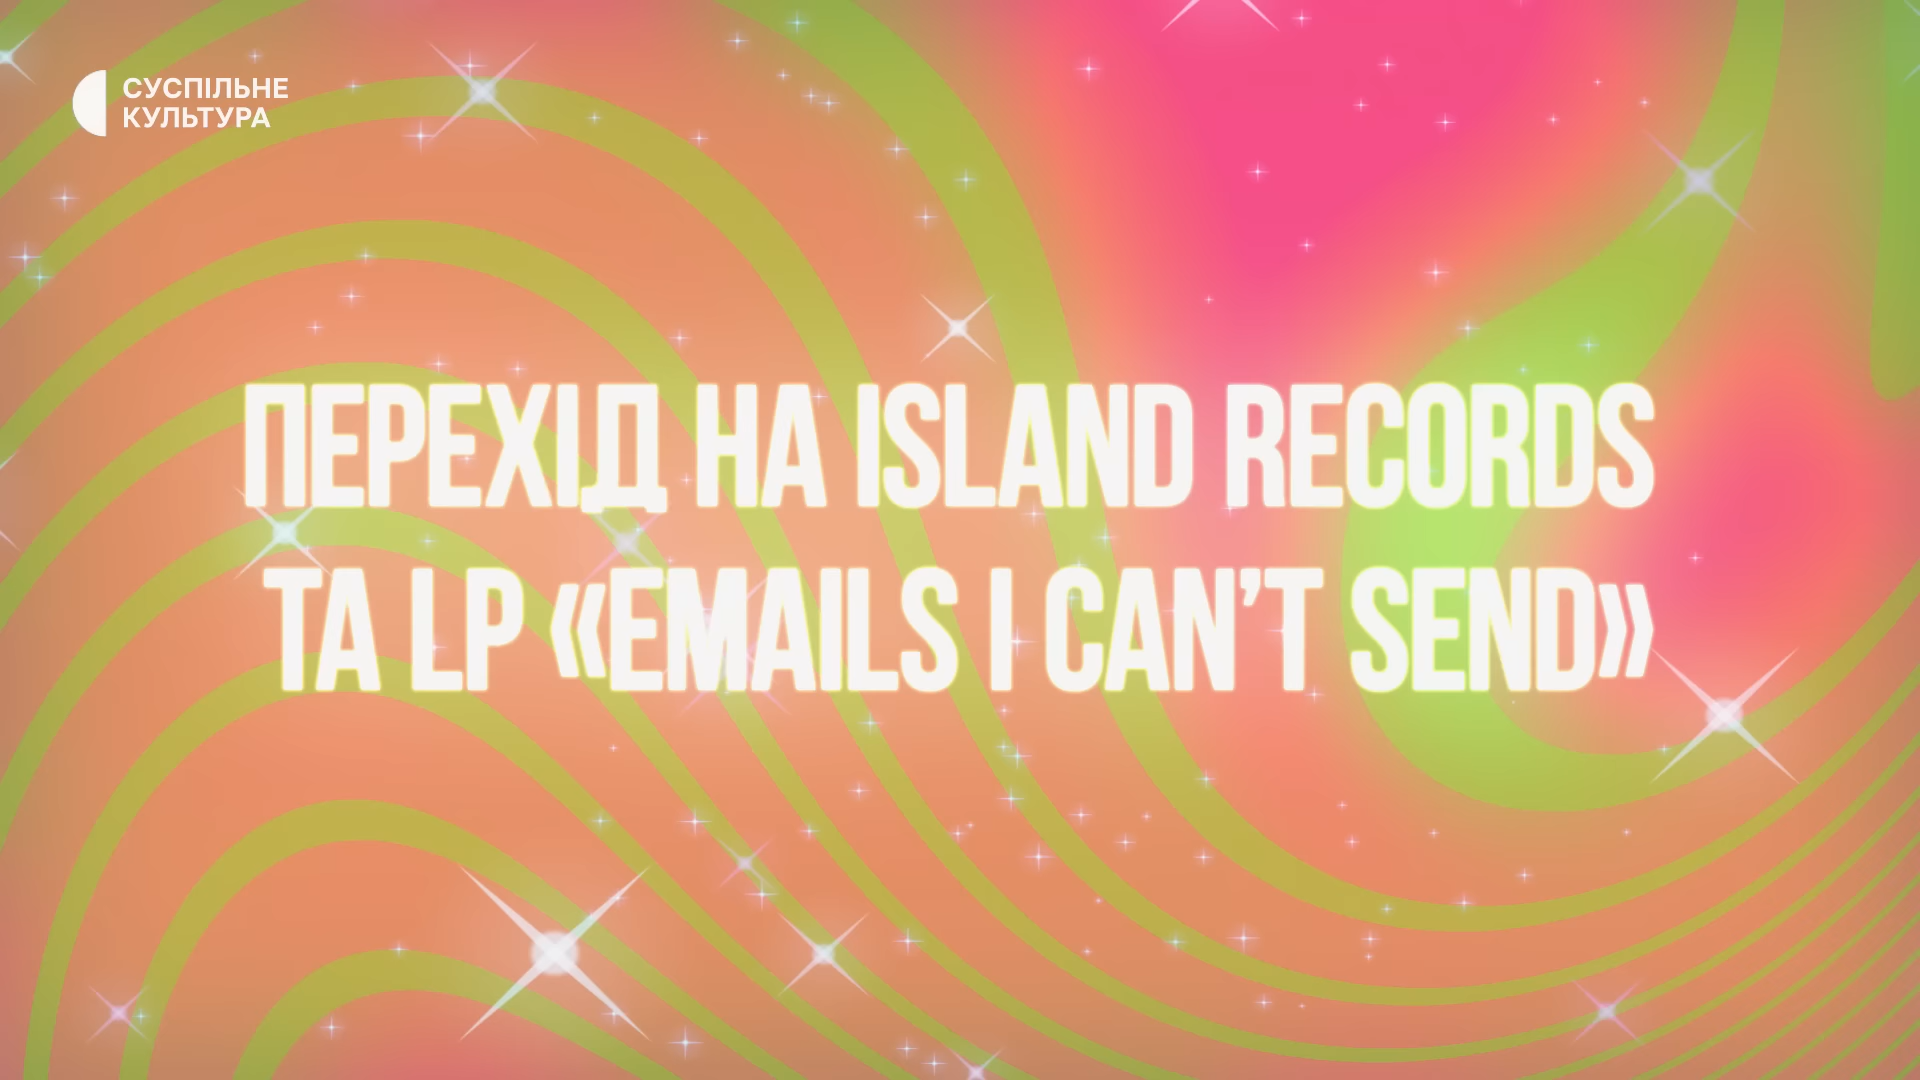 СУСПІЛЬНЕ
КУЛЬТУРА
ПЕРЕХІД НА ISLAND RECORDS
ТА LP «EMAILS I CAN’T SEND»